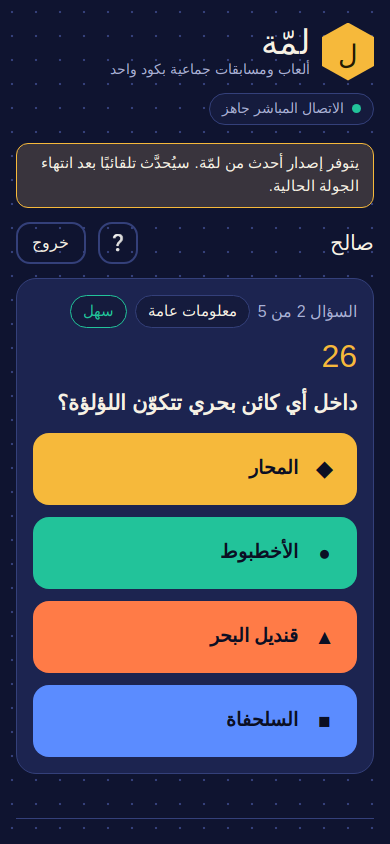 ل
لمّة
ألعاب ومسابقات جماعية بكود واحد
الاتصال المباشر جاهز
يتوفر إصدار أحدث من لمّة. سيُحدَّث تلقائيًا بعد انتهاء
الجولة الحالية.
صالح
?
خروج
السؤال 2 من 5
معلومات عامة
سهل
26
داخل أي كائن بحري تتكوّن اللؤلؤة؟
المحار
الأخطبوط
قنديل البحر
السلحفاة